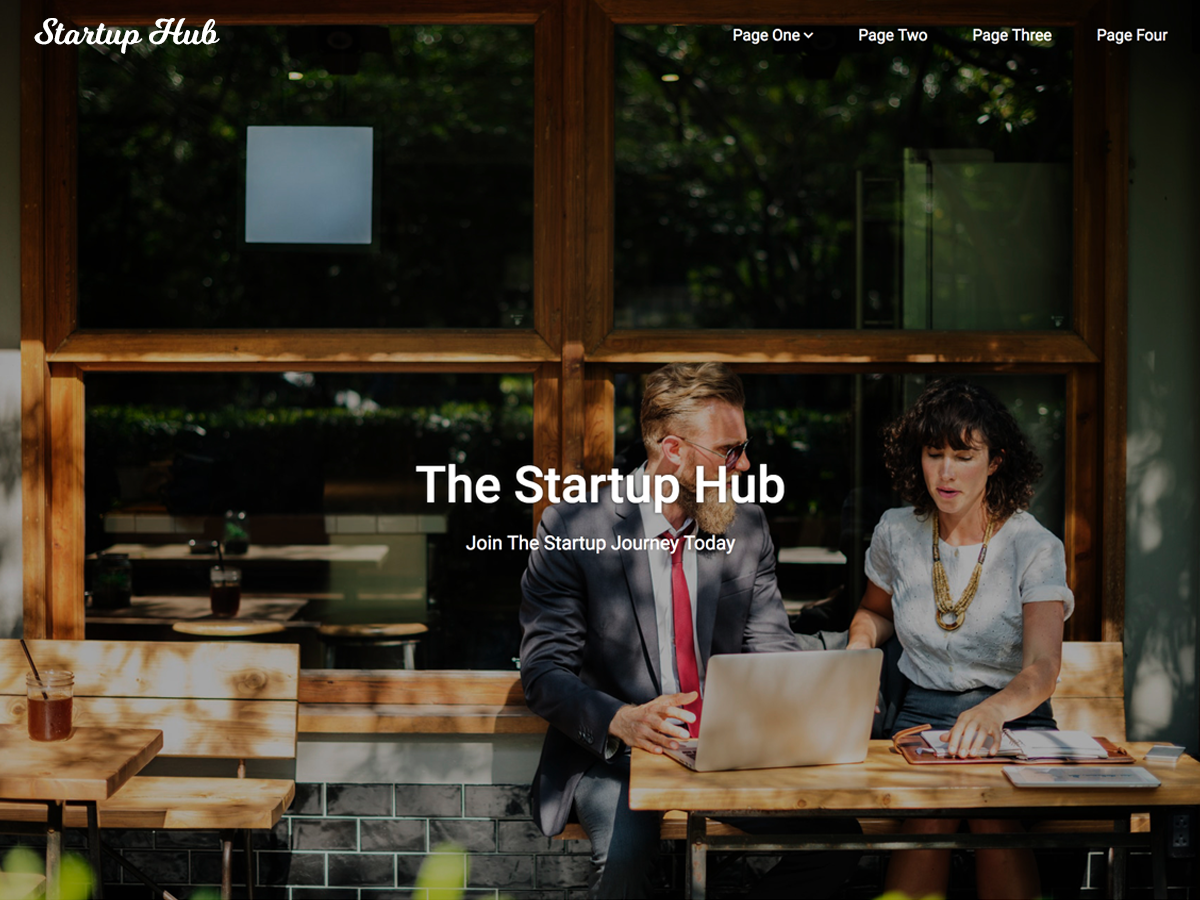 Startup Hub
Page One
Page Two
Page Three
Page Four
The Startup Hub
Join The Startup Journey Today